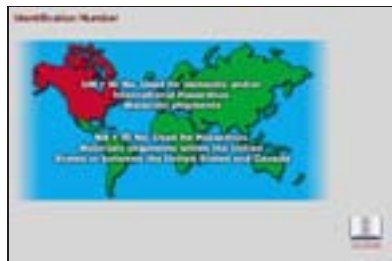 Identification Number
UN + ID No. Used for domestic and/or
International Hazardous
Materials shipments
NA + ID No. Used for Hazardous
Materials shipments within the United
States or between the United States and Canada